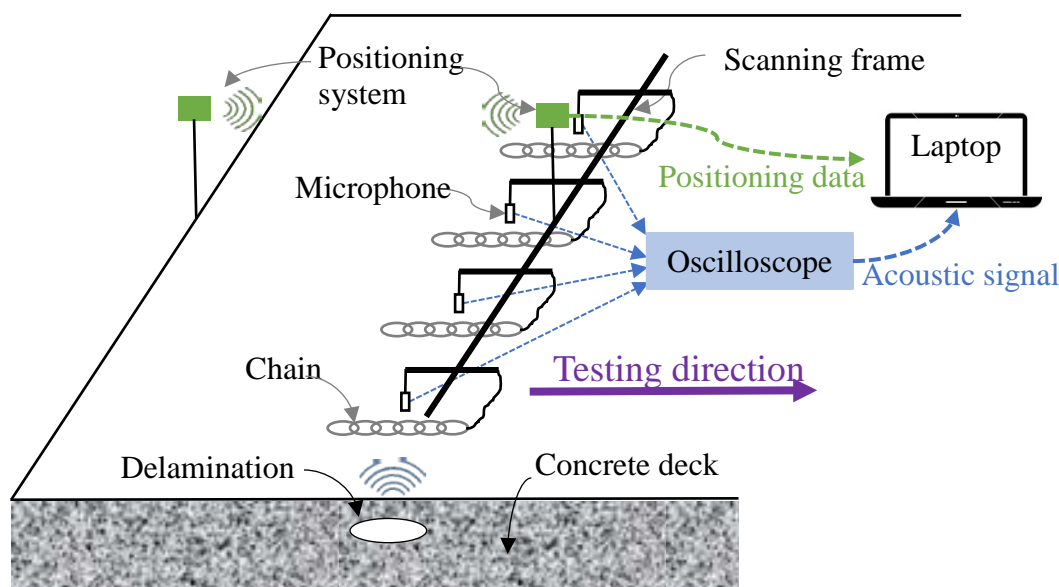 Positioning
system
Scanning frame
Laptop
Microphone
Positioning data
Oscilloscope
Acoustic signal
Chain
Testing direction
Delamination
Concrete deck